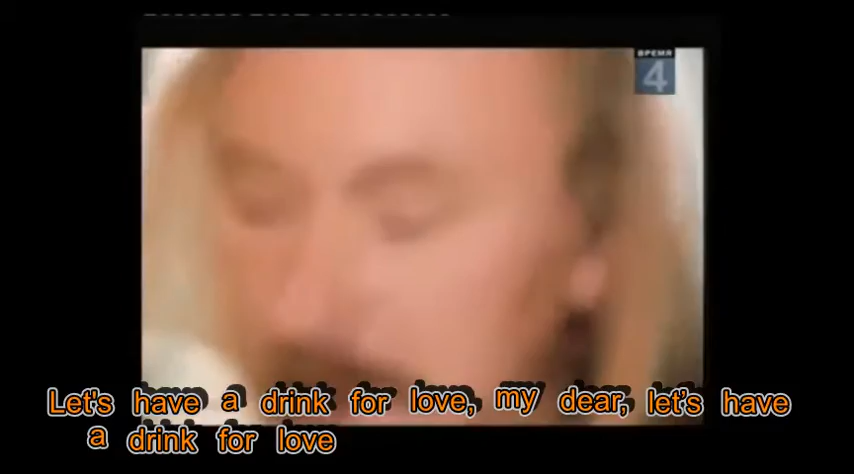 ВРЕМЯ
4
Let's have a drink for love, my dear, let's have
a drink for love